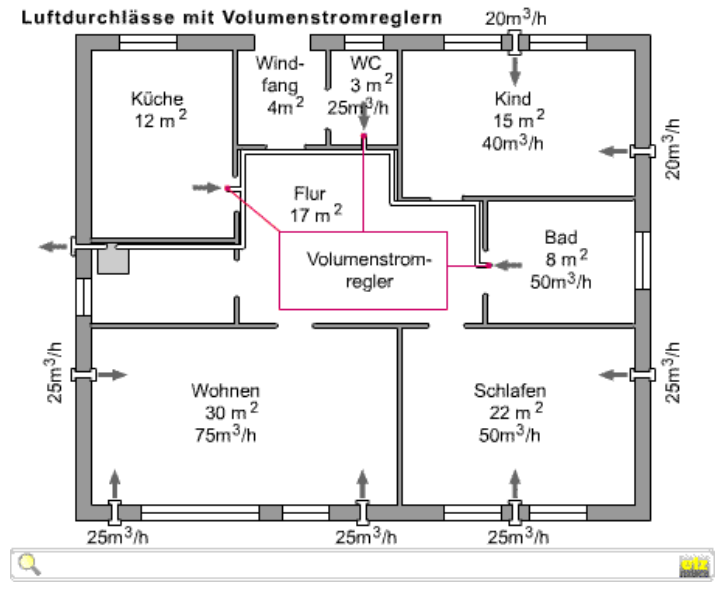 Luftdurchlässe mit Volumenstromreglern
20m³/h
Küche
12 m²
Wind-
fang
4m²
WC
3 m²
25m³/h
Kind
15 m²
40m³/h
20m³/h
Flur
17 m²
Volumenstrom-
regler
Bad
8 m²
50m³/h
25m³/h
Wohnen
30 m²
75m³/h
Schlafen
22 m²
50m³/h
25m³/h
25m³/h
25m³/h
25m³/h
utz